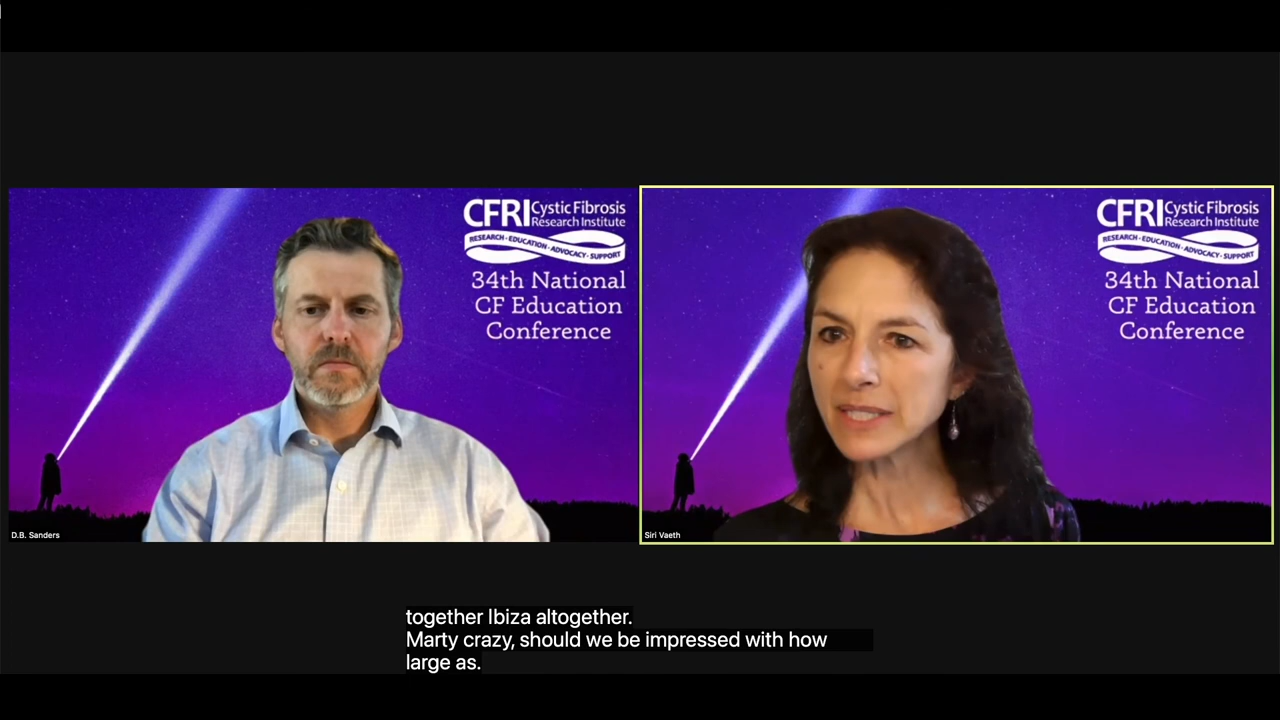 CFRI Cystic Fibrosis
Research Institute
RESEARCH • EDUCATION • ADVOCACY • SUPPORT
34th National
CF Education
Conference
D.B. Sanders
CFRI Cystic Fibrosis
Research Institute
RESEARCH • EDUCATION • ADVOCACY • SUPPORT
34th National
CF Education
Conference
Siri Vaeth
together Ibiza altogether.
Marty crazy, should we be impressed with how
large as.